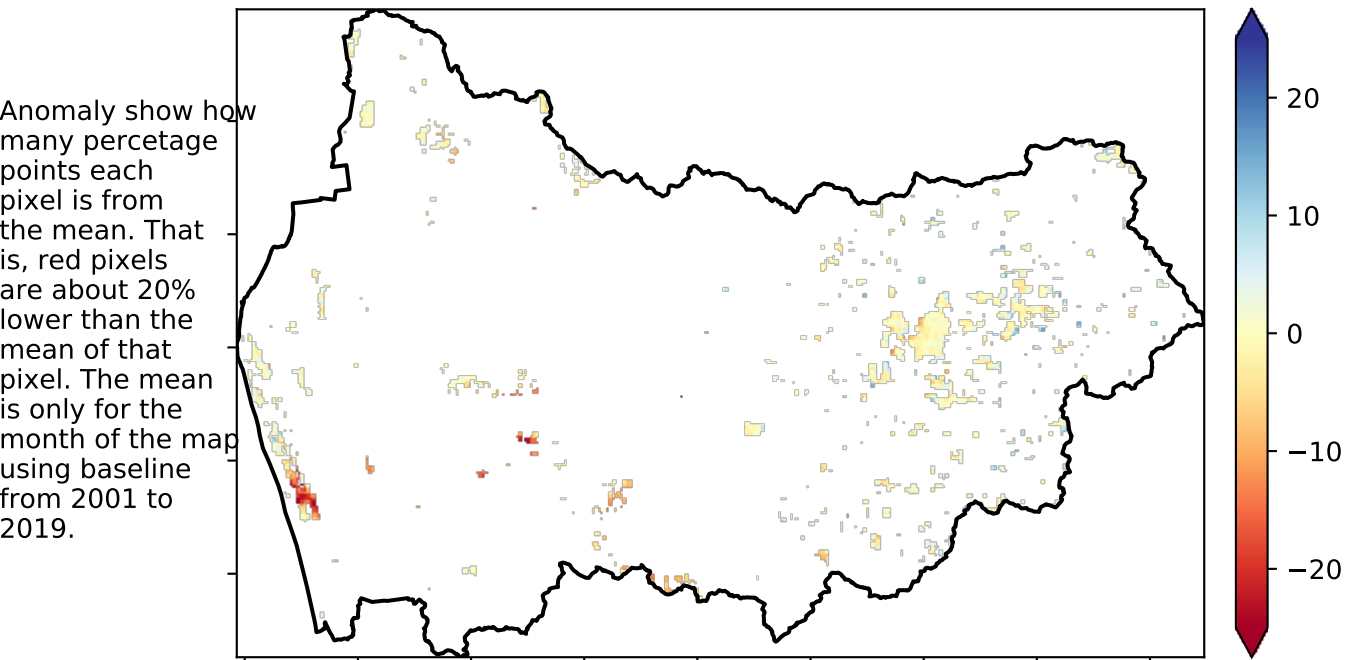 Anomaly show how
many percetage
points each
pixel is from
the mean. That
is, red pixels
are about 20%
lower than the
mean of that
pixel. The mean
is only for the
month of the map
using baseline
from 2001 to
2019.
20
10
0
−10
−20